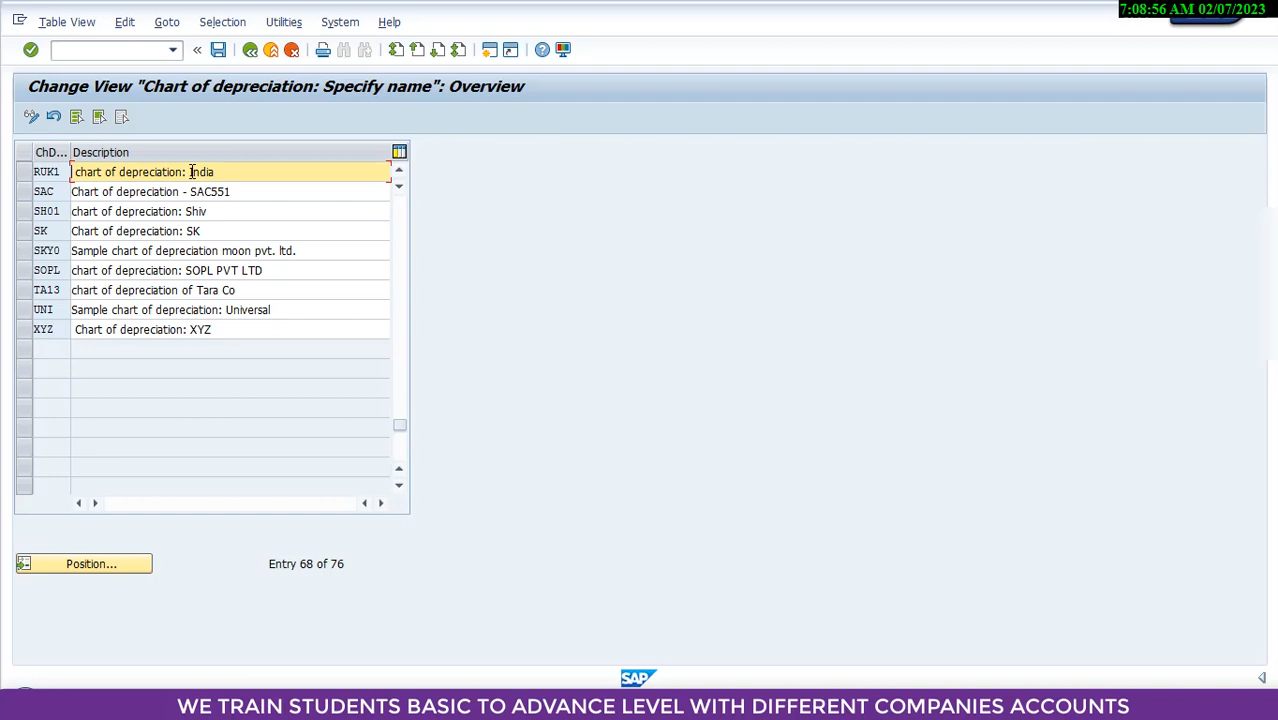 7:08:56 AM 02/07/2023
Table View Edit Goto Selection Utilities System Help
Change View "Chart of depreciation: Specify name": Overview
ChD... Description
RUK1 chart of depreciation: India
SAC Chart of depreciation - SAC551
SH01 chart of depreciation: Shiv
SK Chart of depreciation: SK
SKY0 Sample chart of depreciation moon pvt. ltd.
SOPL chart of depreciation: SOPL PVT LTD
TA13 chart of depreciation of Tara Co
UNI Sample chart of depreciation: Universal
XYZ Chart of depreciation: XYZ
Position... Entry 68 of 76
SAP
WE TRAIN STUDENTS BASIC TO ADVANCE LEVEL WITH DIFFERENT COMPANIES ACCOUNTS